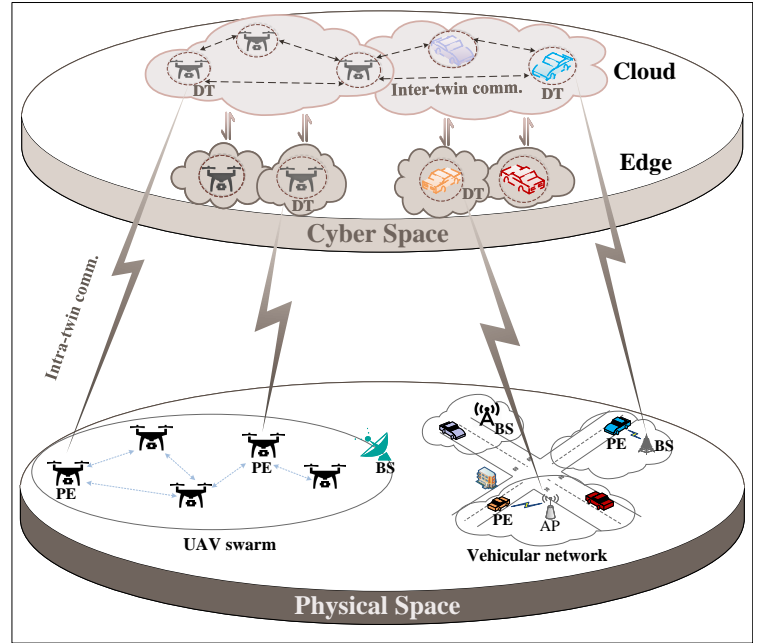 Cloud
DT
Inter-twin comm.
DT
Edge
DT
DT
Cyber Space
Intra-twin comm.
BS
PE
BS
PE
BS
PE
PE
AP
UAV swarm
Vehicular network
Physical Space